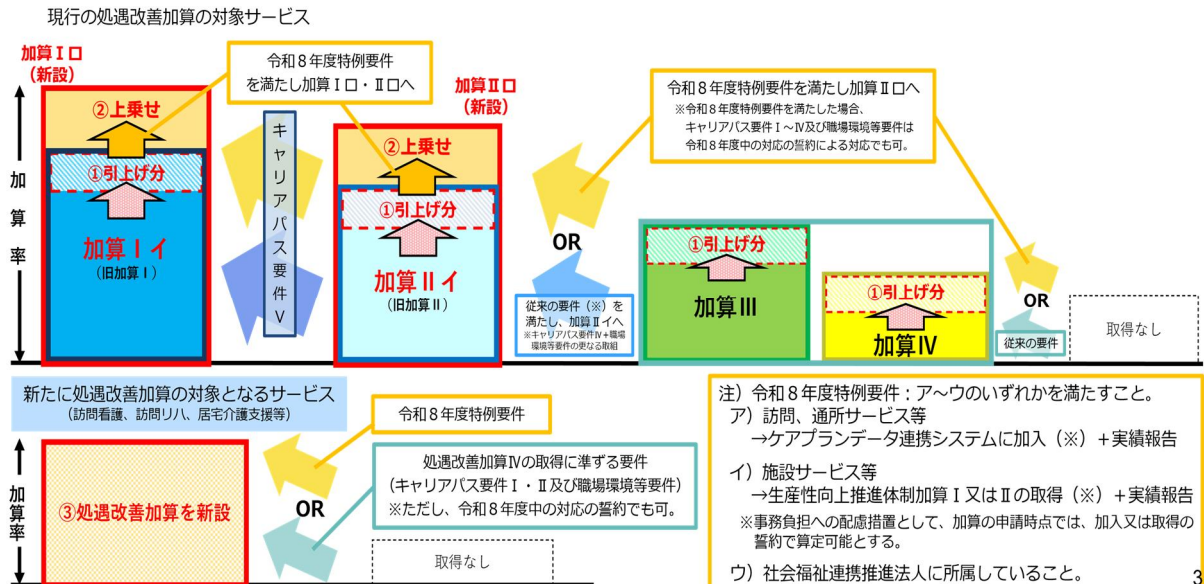 現行の処遇改善加算の対象サービス
加算Ⅰロ
(新設)
②上乗せ
①引上げ分
加算Ⅰイ
(旧加算Ⅰ)
加算率
令和8年度特例要件
を満たし加算Ⅰロ・Ⅱロへ
キャリアパス要件Ⅴ
加算Ⅱロ
(新設)
②上乗せ
①引上げ分
加算Ⅱイ
(旧加算Ⅱ)
令和8年度特例要件を満たし加算Ⅱロへ
※令和8年度特例要件を満たした場合、
キャリアパス要件Ⅰ~Ⅳ及び職場環境等要件は
令和8年度中の対応の誓約による対応でも可。
OR
従来の要件(※)を
満たし、加算Ⅱイへ
※キャリアパス要件Ⅳ+職場
環境等要件の更なる取組
①引上げ分
加算Ⅲ
①引上げ分
加算Ⅳ
OR
従来の要件
取得なし
新たに処遇改善加算の対象となるサービス
(訪問看護、訪問リハ、居宅介護支援等)
加算率
③処遇改善加算を新設
令和8年度特例要件
OR
処遇改善加算Ⅳの取得に準ずる要件
(キャリアパス要件Ⅰ・Ⅱ及び職場環境等要件)
※ただし、令和8年度中の対応の誓約でも可。
取得なし
注)令和8年度特例要件:ア~ウのいずれかを満たすこと。
ア)訪問、通所サービス等
→ケアプランデータ連携システムに加入(※)+実績報告
イ)施設サービス等
→生産性向上推進体制加算Ⅰ又はⅡの取得(※)+実績報告
※事務負担への配慮措置として、加算の申請時点では、加入又は取得の
誓約で算定可能とする。
ウ)社会福祉連携推進法人に所属していること。
3